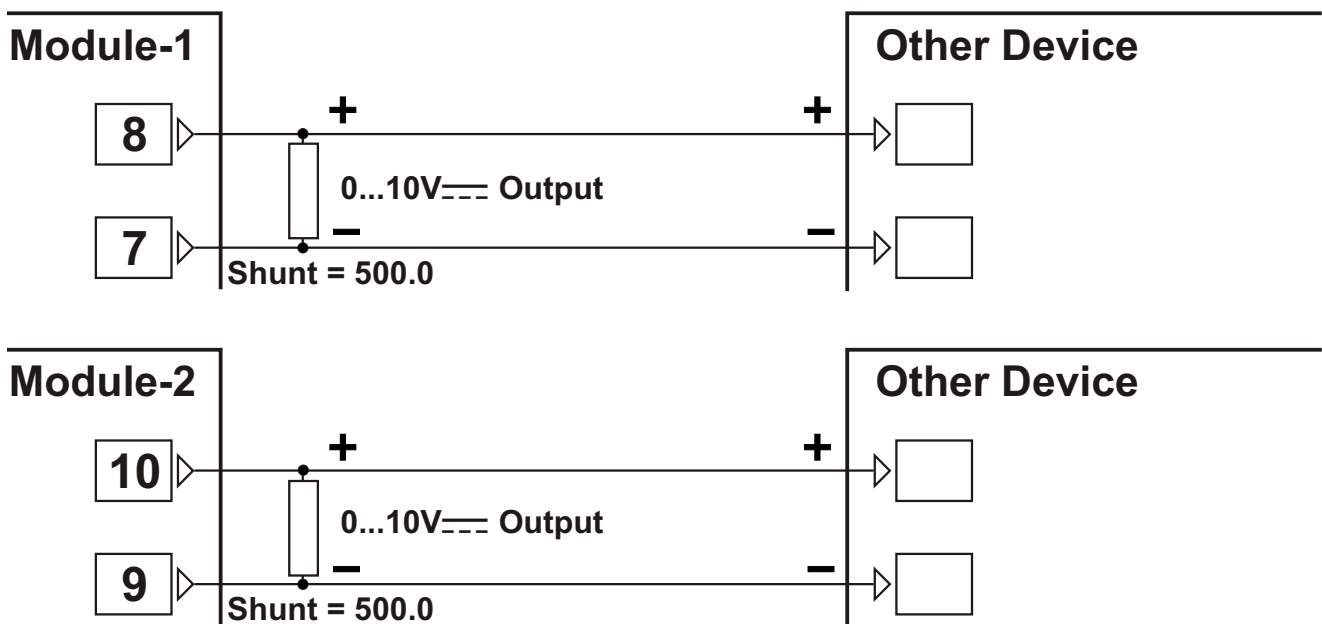 Module-1
Other Device
8
+
+
0...10V⎓ Output
7
−
−
Shunt = 500.0
Module-2
Other Device
10
+
+
0...10V⎓ Output
9
−
−
Shunt = 500.0